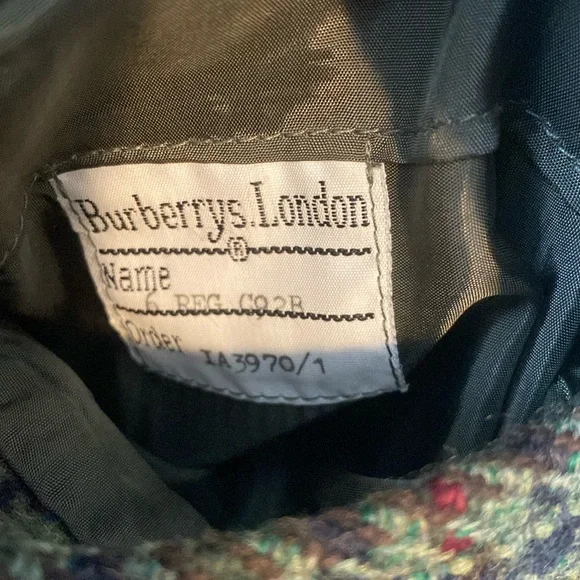 Burberrys.London
®
Name
6 REG C92B
Order
IA3970/1